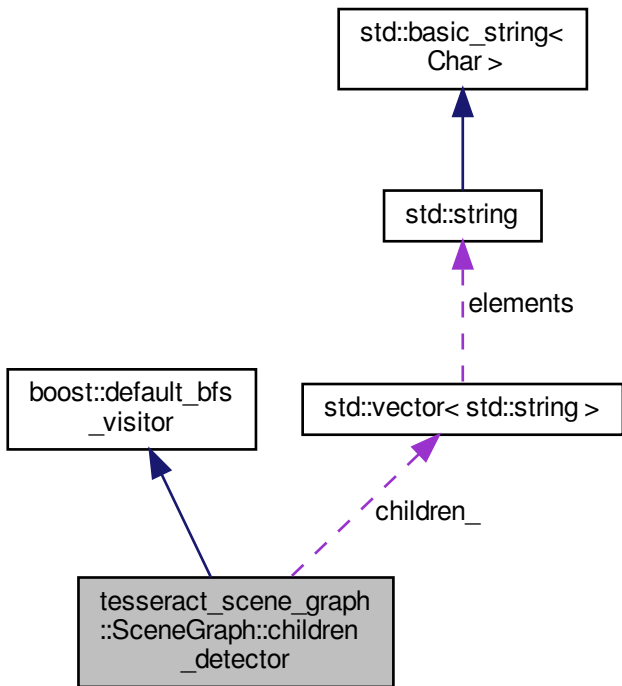 std::basic_string<
Char >
std::string
elements
boost::default_bfs
_visitor
std::vector< std::string >
children_
tesseract_scene_graph
::SceneGraph::children
_detector